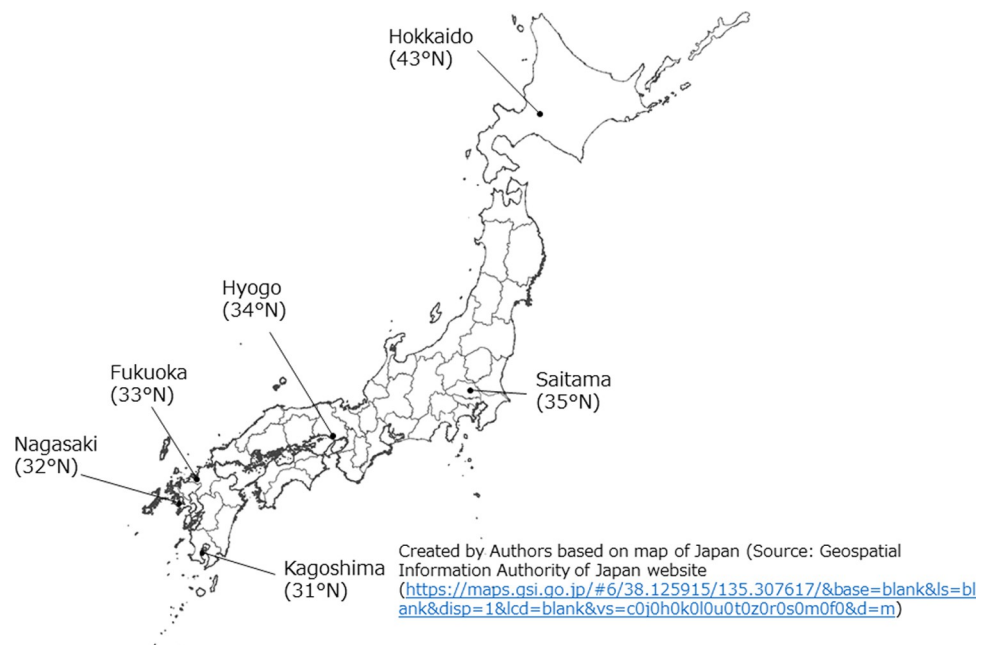 Hokkaido
(43°N)
Hyogo
(34°N)
Fukuoka
(33°N)
Saitama
(35°N)
Nagasaki
(32°N)
Kagoshima
(31°N)
Created by Authors based on map of Japan (Source: Geospatial
Information Authority of Japan website
(https://maps.gsi.go.jp/#6/38.125915/135.307617/&base=blank&ls=bl
ank&disp=1&lcd=blank&vs=c0j0h0k0l0u0t0z0r0s0m0f0&d=m)